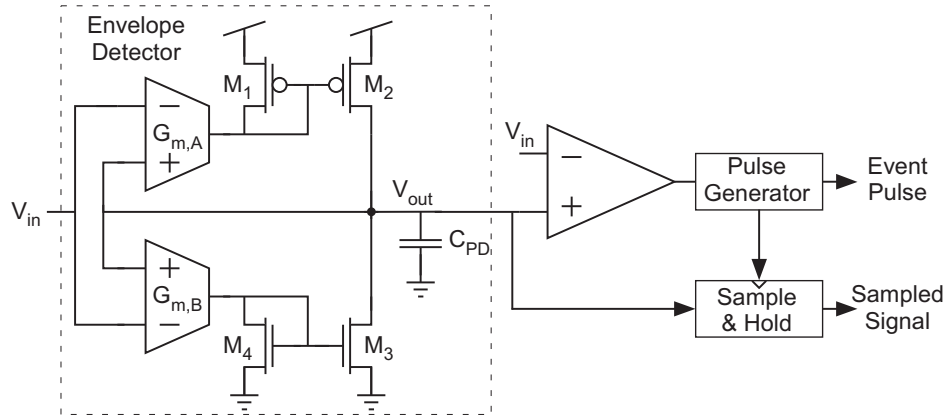 Envelope
Detector
M1
M2
−
Gm,A
+
Vin
Vout
CPD
+
Gm,B
−
M4
M3
Vin
−
+
Pulse
Generator
Event
Pulse
Sample
& Hold
Sampled
Signal